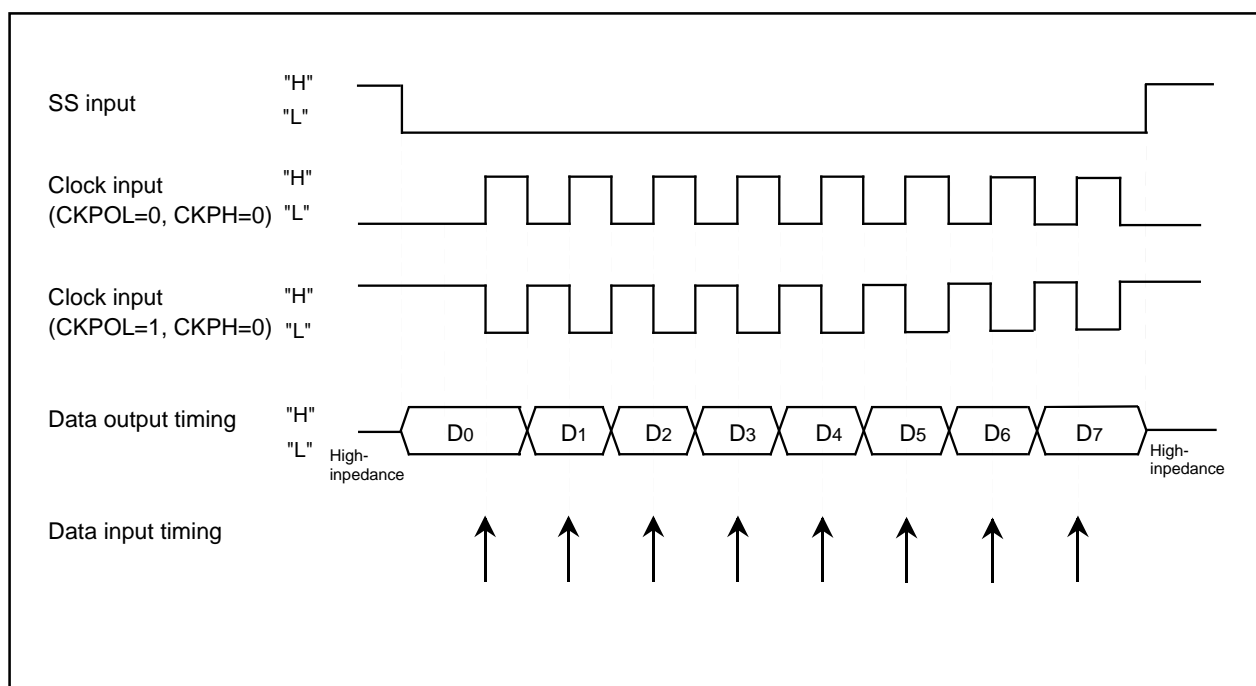 SS input
"H"
"L"
Clock input
(CKPOL=0, CKPH=0)
"H"
"L"
Clock input
(CKPOL=1, CKPH=0)
"H"
"L"
Data output timing
"H"
"L"
High-
inpedance
D0 D1 D2 D3 D4 D5 D6 D7
High-
inpedance
Data input timing